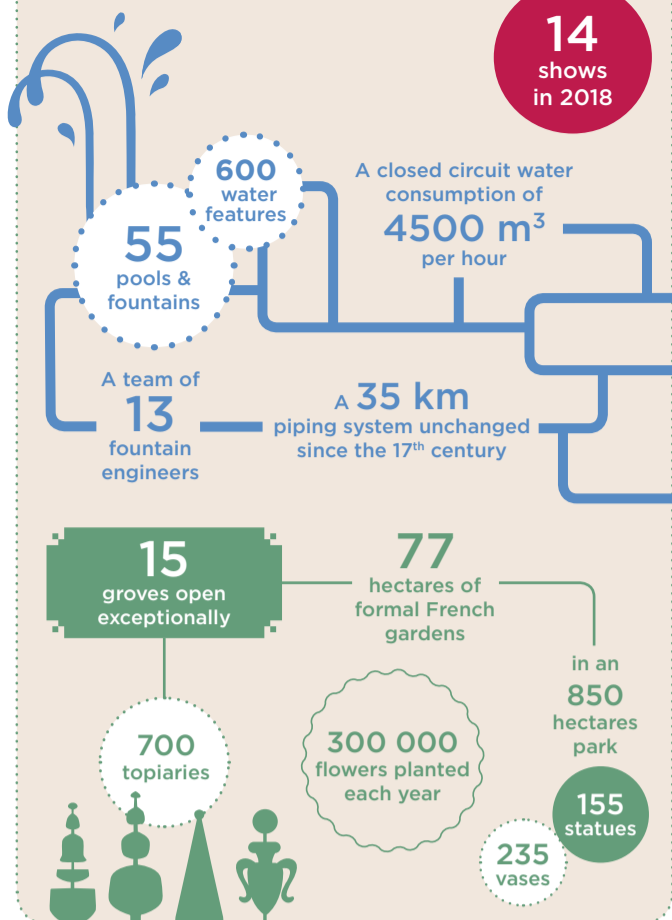 14
shows
in 2018
600
water
features
55
pools &
fountains
A closed circuit water
consumption of
4500 m³
per hour
A team of
13
fountain
engineers
A 35 km
piping system unchanged
since the 17th century
15
groves open
exceptionally
77
hectares of
formal French
gardens
in an
850
hectares
park
700
topiaries
300 000
flowers planted
each year
155
statues
235
vases